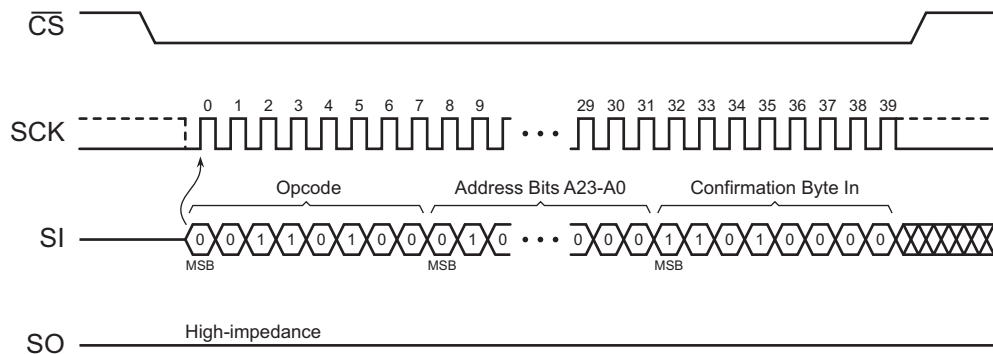 CS
0 1 2 3 4 5 6 7 8 9 29 30 31 32 33 34 35 36 37 38 39
SCK
Opcode Address Bits A23-A0 Confirmation Byte In
SI 0 0 1 1 0 1 0 0 0 1 0 0 0 0 1 1 0 1 0 0 0 0
MSB MSB MSB
High-impedance
SO